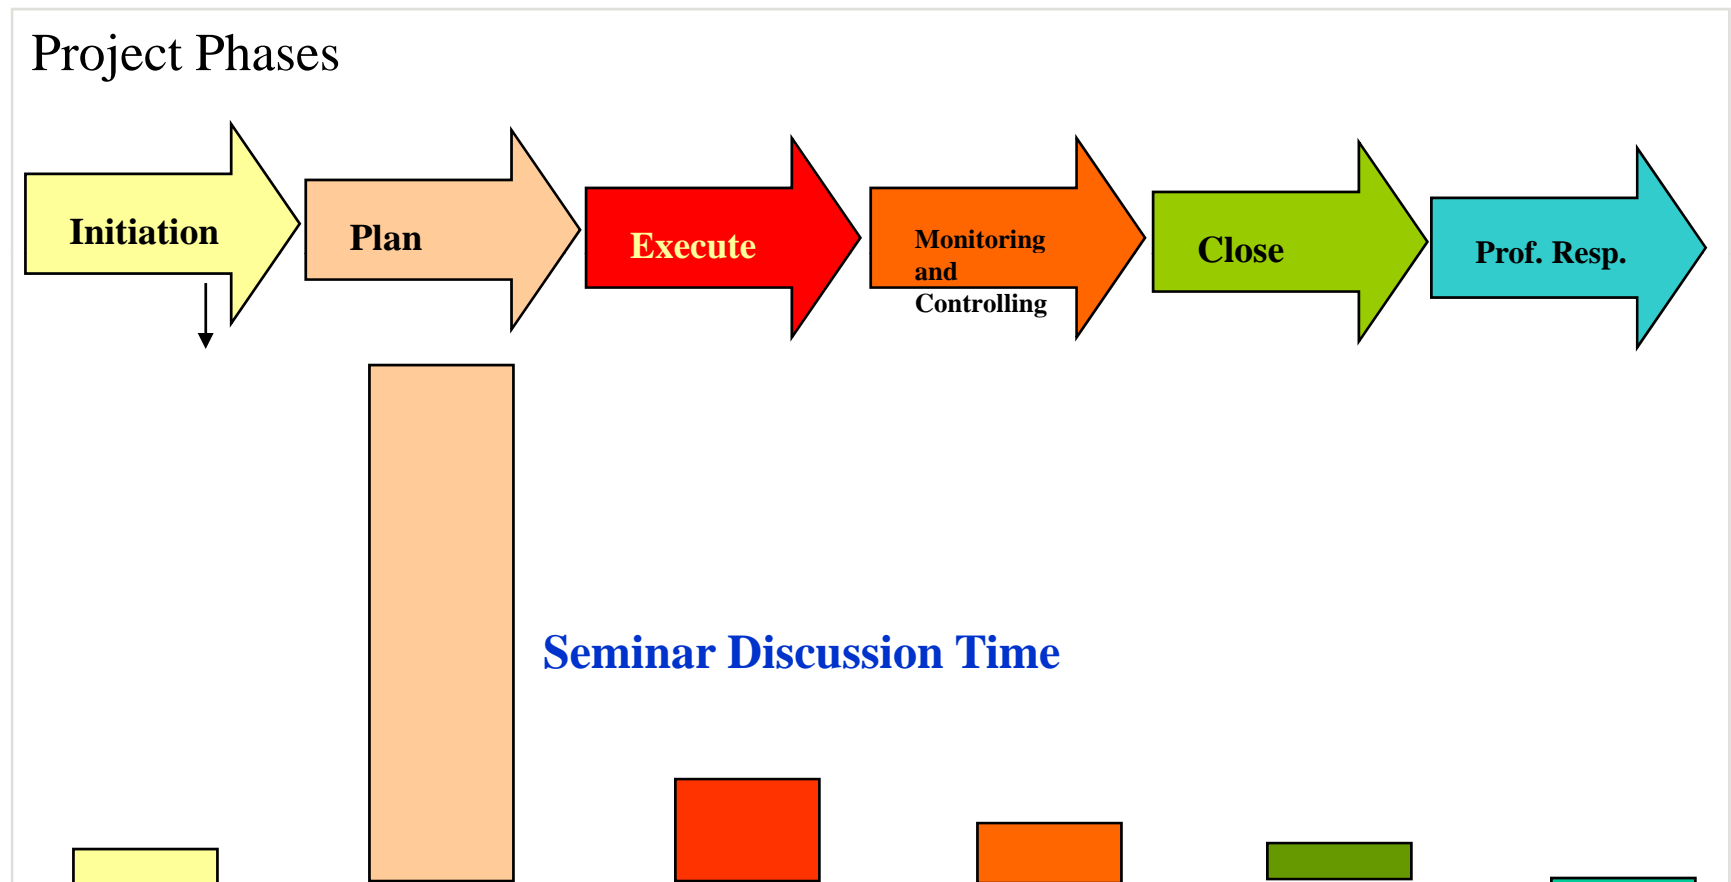 Project Phases
Initiation
Plan
Execute
Monitoring
and
Controlling
Close
Prof. Resp.
Seminar Discussion Time